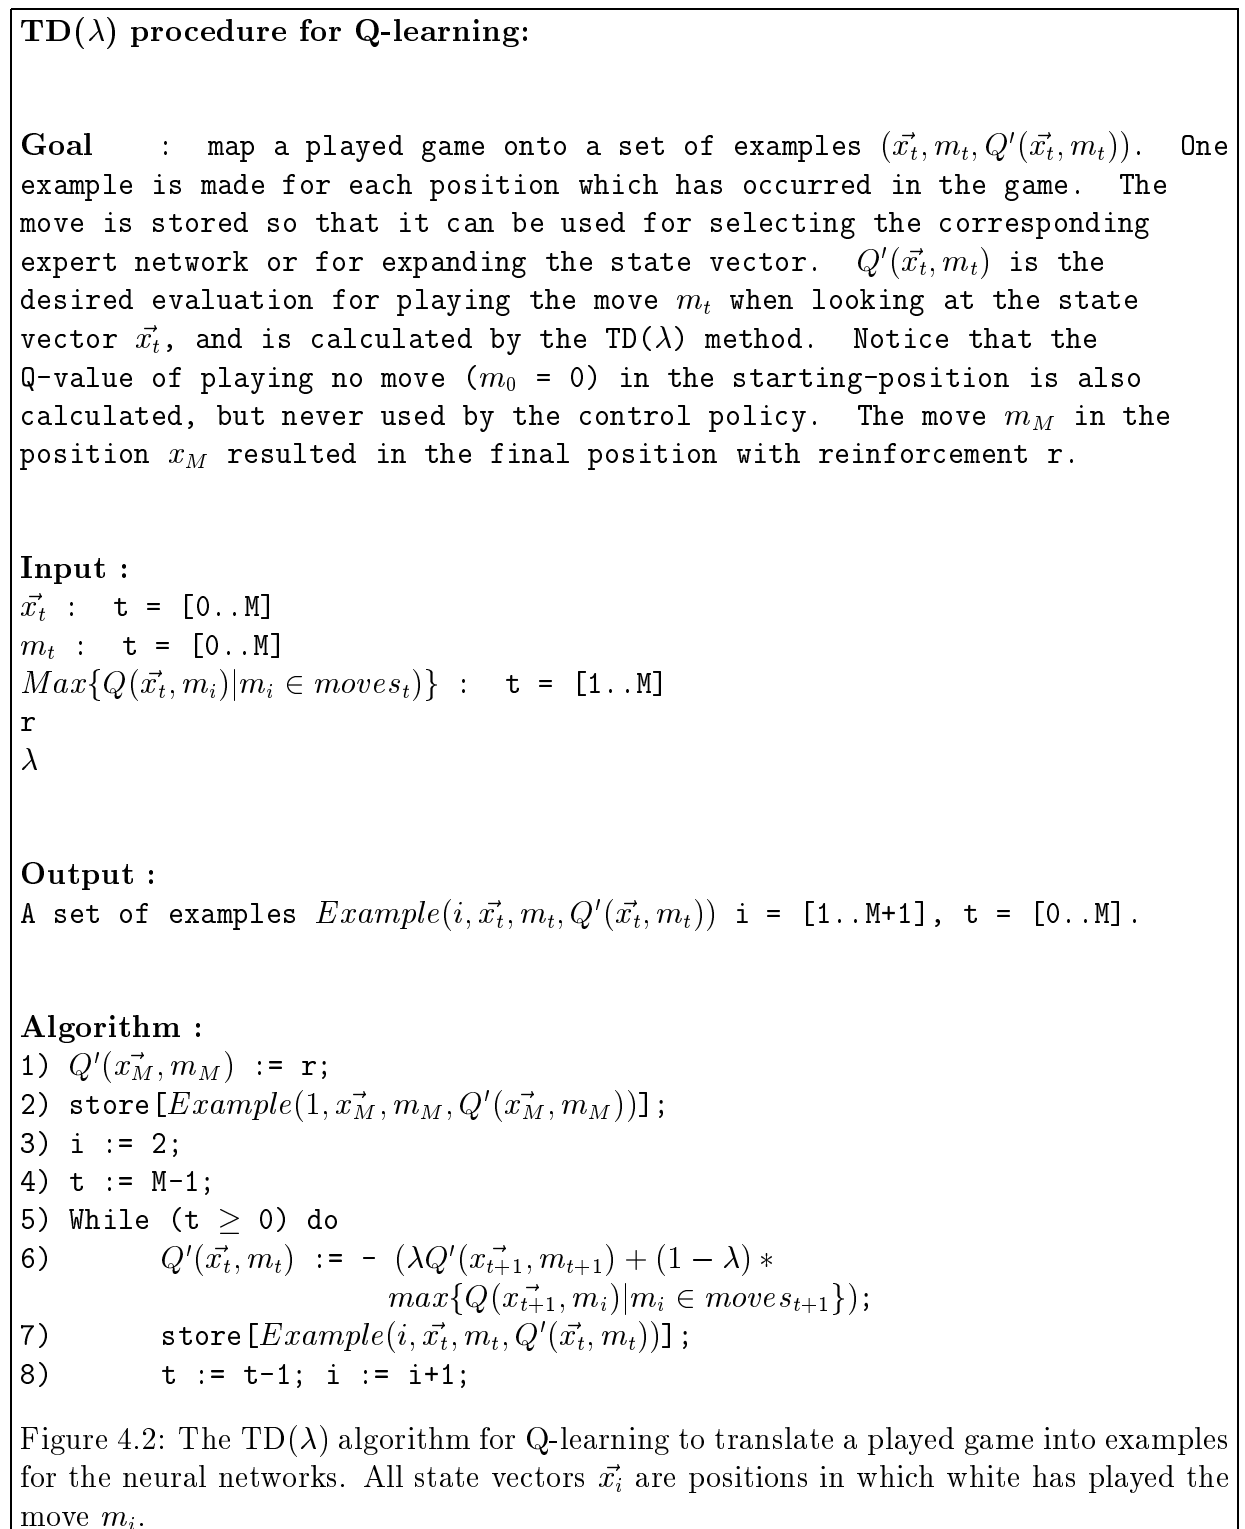 TD(λ) procedure for Q-learning:
Goal : map a played game onto a set of examples (x⃗_t, m_t, Q′(x⃗_t, m_t)). One
example is made for each position which has occurred in the game. The
move is stored so that it can be used for selecting the corresponding
expert network or for expanding the state vector. Q′(x⃗_t, m_t) is the
desired evaluation for playing the move m_t when looking at the state
vector x⃗_t, and is calculated by the TD(λ) method. Notice that the
Q-value of playing no move (m_0 = 0) in the starting-position is also
calculated, but never used by the control policy. The move m_M in the
position x_M resulted in the final position with reinforcement r.
Input :
x⃗_t : t = [0..M]
m_t : t = [0..M]
Max{Q(x⃗_t, m_i)|m_i ∈ moves_t)} : t = [1..M]
r
λ
Output :
A set of examples Example(i, x⃗_t, m_t, Q′(x⃗_t, m_t)) i = [1..M+1], t = [0..M].
Algorithm :
1) Q′(x⃗_M, m_M) := r;
2) store[Example(1, x⃗_M, m_M, Q′(x⃗_M, m_M))];
3) i := 2;
4) t := M-1;
5) While (t ≥ 0) do
6) Q′(x⃗_t, m_t) := - (λQ′(x⃗_{t+1}, m_{t+1}) + (1 − λ) ∗
max{Q(x⃗_{t+1}, m_i)|m_i ∈ moves_{t+1}});
7) store[Example(i, x⃗_t, m_t, Q′(x⃗_t, m_t))];
8) t := t-1; i := i+1;
Figure 4.2: The TD(λ) algorithm for Q-learning to translate a played game into examples
for the neural networks. All state vectors x⃗_i are positions in which white has played the
move m_i.